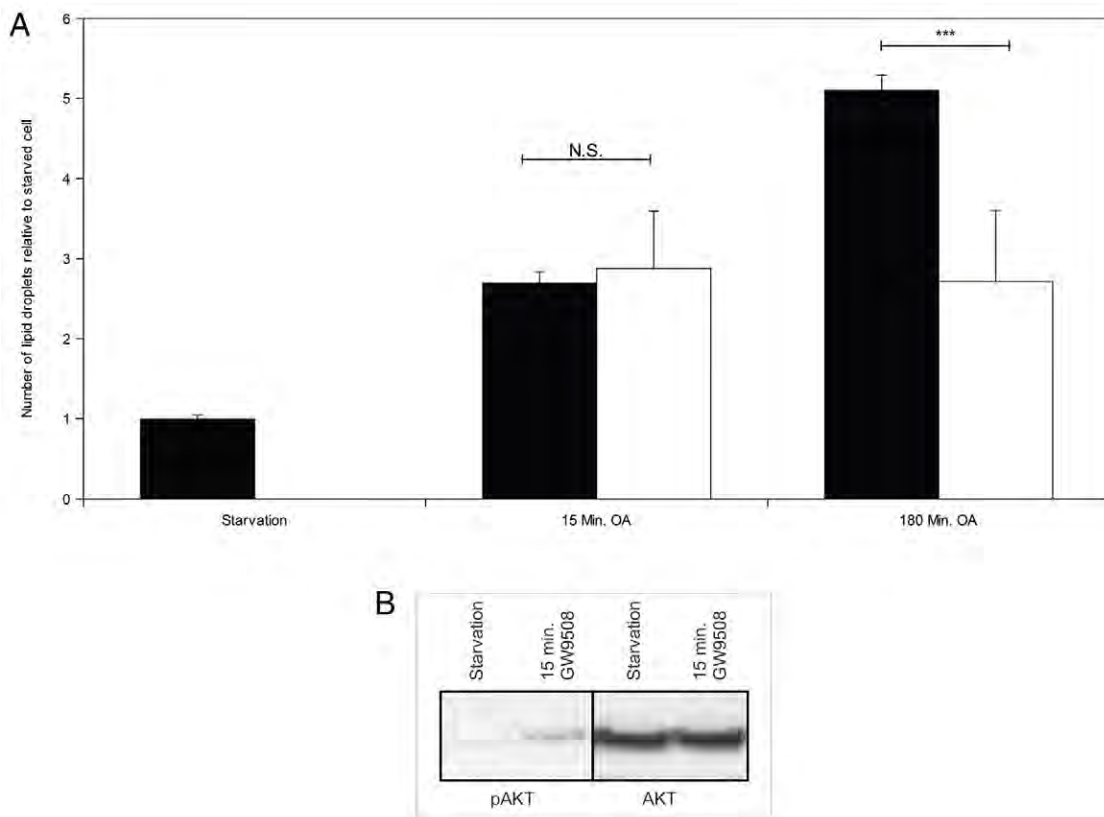 A
Number of lipid droplets relative to starved cell
6
5
4
3
2
1
0
N.S.
***
Starvation
15 Min. OA
180 Min. OA
B
Starvation
15 min.
GW9508
Starvation
15 min.
GW9508
pAKT
AKT